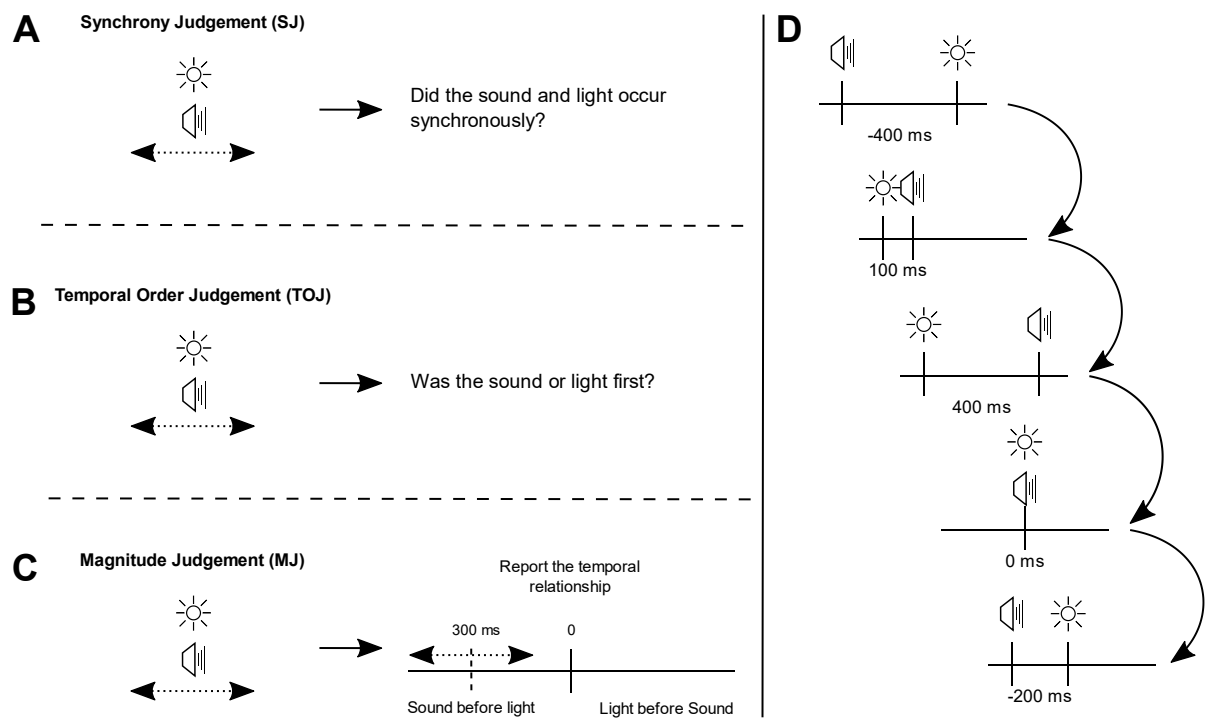 A
Synchrony Judgement (SJ)
Did the sound and light occur
synchronously?
B
Temporal Order Judgement (TOJ)
Was the sound or light first?
C
Magnitude Judgement (MJ)
Report the temporal
relationship
300 ms
0
Sound before light
Light before Sound
D
-400 ms
100 ms
400 ms
0 ms
-200 ms